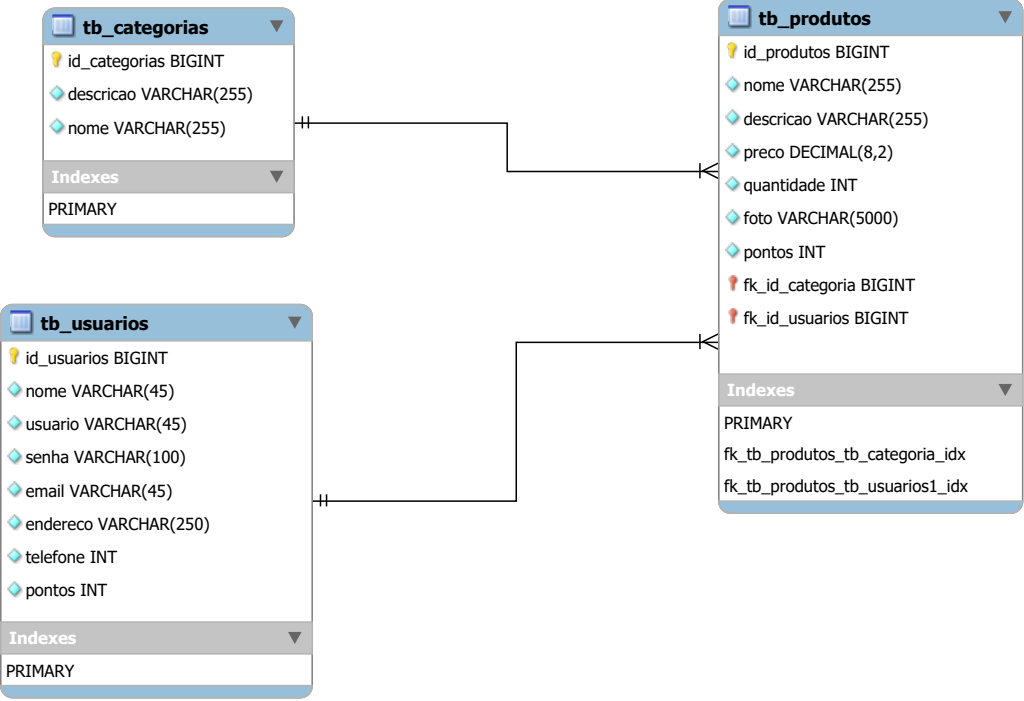 tb_categorias
id_categorias BIGINT
descricao VARCHAR(255)
nome VARCHAR(255)
Indexes
PRIMARY
tb_usuarios
id_usuarios BIGINT
nome VARCHAR(45)
usuario VARCHAR(45)
senha VARCHAR(100)
email VARCHAR(45)
endereco VARCHAR(250)
telefone INT
pontos INT
Indexes
PRIMARY
tb_produtos
id_produtos BIGINT
nome VARCHAR(255)
descricao VARCHAR(255)
preco DECIMAL(8,2)
quantidade INT
foto VARCHAR(5000)
pontos INT
fk_id_categoria BIGINT
fk_id_usuarios BIGINT
Indexes
PRIMARY
fk_tb_produtos_tb_categoria_idx
fk_tb_produtos_tb_usuarios1_idx